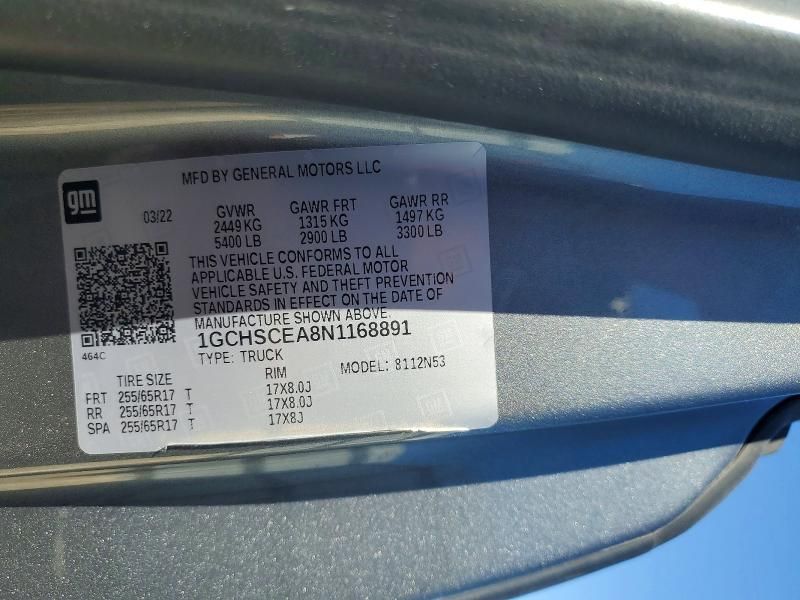 MFD BY GENERAL MOTORS LLC
gm
03/22 GVWR GAWR FRT GAWR RR
2449 KG 1315 KG 1497 KG
5400 LB 2900 LB 3300 LB
THIS VEHICLE CONFORMS TO ALL
APPLICABLE U.S. FEDERAL MOTOR
VEHICLE SAFETY AND THEFT PREVENTION
STANDARDS IN EFFECT ON THE DATE OF
MANUFACTURE SHOWN ABOVE.
464C
1GCHSCEA8N1168891
TYPE: TRUCK MODEL: 8112N53
TIRE SIZE RIM
FRT 255/65R17 T 17X8.0J
RR 255/65R17 T 17X8.0J
SPA 255/65R17 T 17X8J